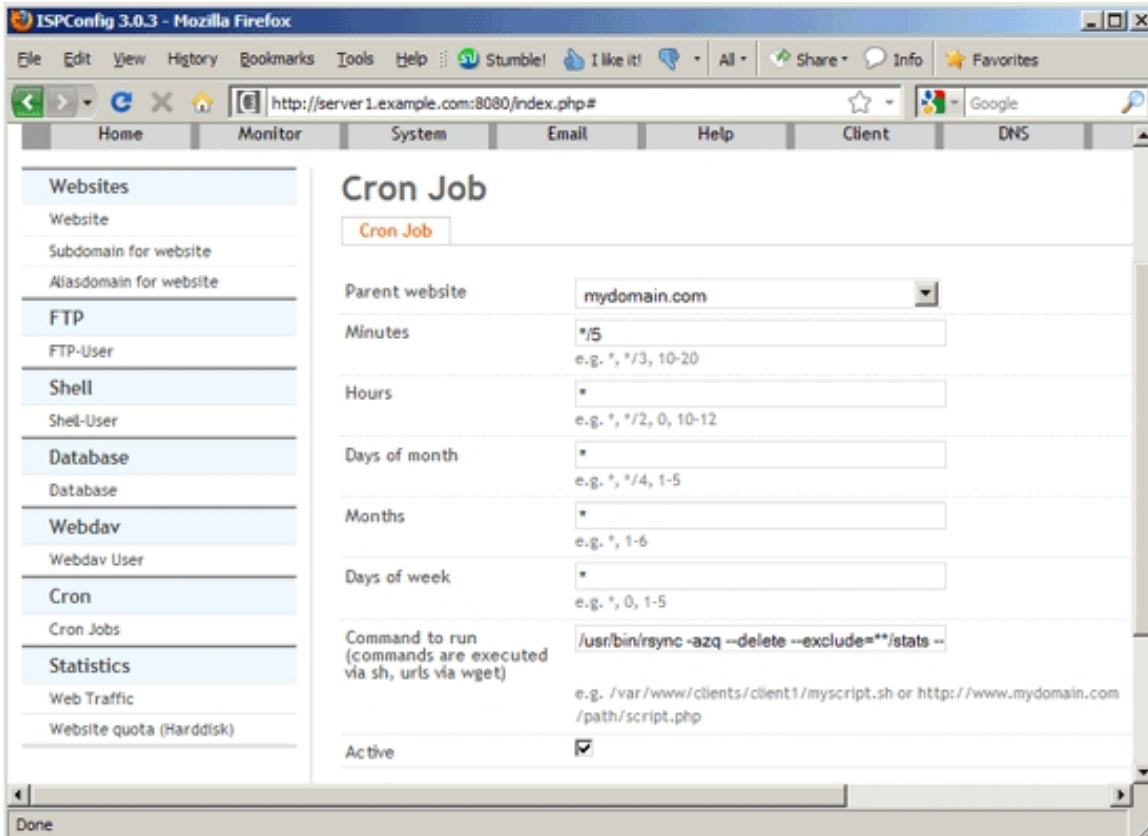 ISPConfig 3.0.3 - Mozilla Firefox
File Edit View History Bookmarks Tools Help Stumble! I like it! All Share Info Favorites
http://server1.example.com:8080/index.php# Google
Home Monitor System Email Help Client DNS
Websites
Website
Subdomain for website
Aliasdomain for website
FTP
FTP-User
Shell
Shell-User
Database
Database
Webdav
Webdav User
Cron
Cron Jobs
Statistics
Web Traffic
Website quota (Harddisk)
Cron Job
Cron Job
Parent website mydomain.com
Minutes */5
e.g. *, */3, 10-20
Hours *
e.g. *, */2, 0, 10-12
Days of month *
e.g. *, */4, 1-5
Months *
e.g. *, 1-6
Days of week *
e.g. *, 0, 1-5
Command to run /usr/bin/rsync -azq --delete --exclude=**/stats --
(commands are executed
via sh, urls via wget)
e.g. /var/www/clients/client1/myscript.sh or http://www.mydomain.com
/path/script.php
Active
Done